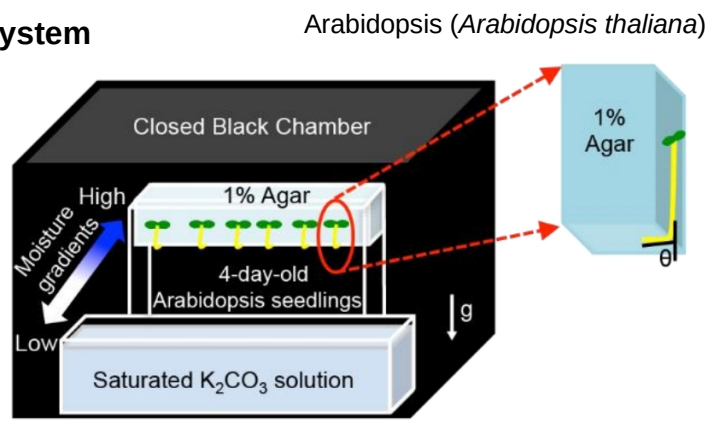 ystem
Arabidopsis (Arabidopsis thaliana)
Closed Black Chamber
1%
Agar
High
1% Agar
Moisture
gradients
4-day-old
Arabidopsis seedlings
θ
g
Low
Saturated K₂CO₃ solution